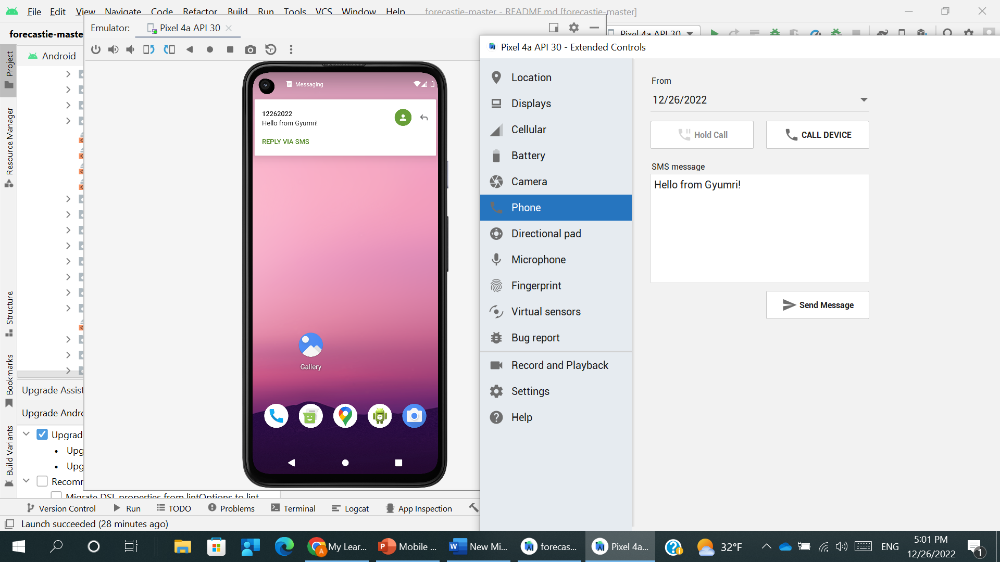 File Edit View Navigate Code Refactor Build Run Tools VCS Window Help forecastie-master - README.md [forecastie-master]
Emulator: Pixel 4a API 30
forecastie-master
Pixel 4a API 30
Pixel 4a API 30 - Extended Controls
Project
Android
Resource Manager
Structure
Bookmarks
Build Variants
Messaging
12262022
Hello from Gyumri!
REPLY VIA SMS
Gallery
Location
Displays
Cellular
Battery
Camera
Phone
Directional pad
Microphone
Fingerprint
Virtual sensors
Bug report
Record and Playback
Settings
Help
From
12/26/2022
Hold Call
CALL DEVICE
SMS message
Hello from Gyumri!
Send Message
Upgrade Assist
Upgrade Andro
Upgrad
Upg
Upg
Recomm
Migrate DSL properties from lintOptions to lint
Version Control Run TODO Problems Terminal Logcat App Inspection
Launch succeeded (28 minutes ago)
My Lear... Mobile ... New Mi... forecas... Pixel 4a... 32°F ENG
5:01 PM
12/26/2022
1